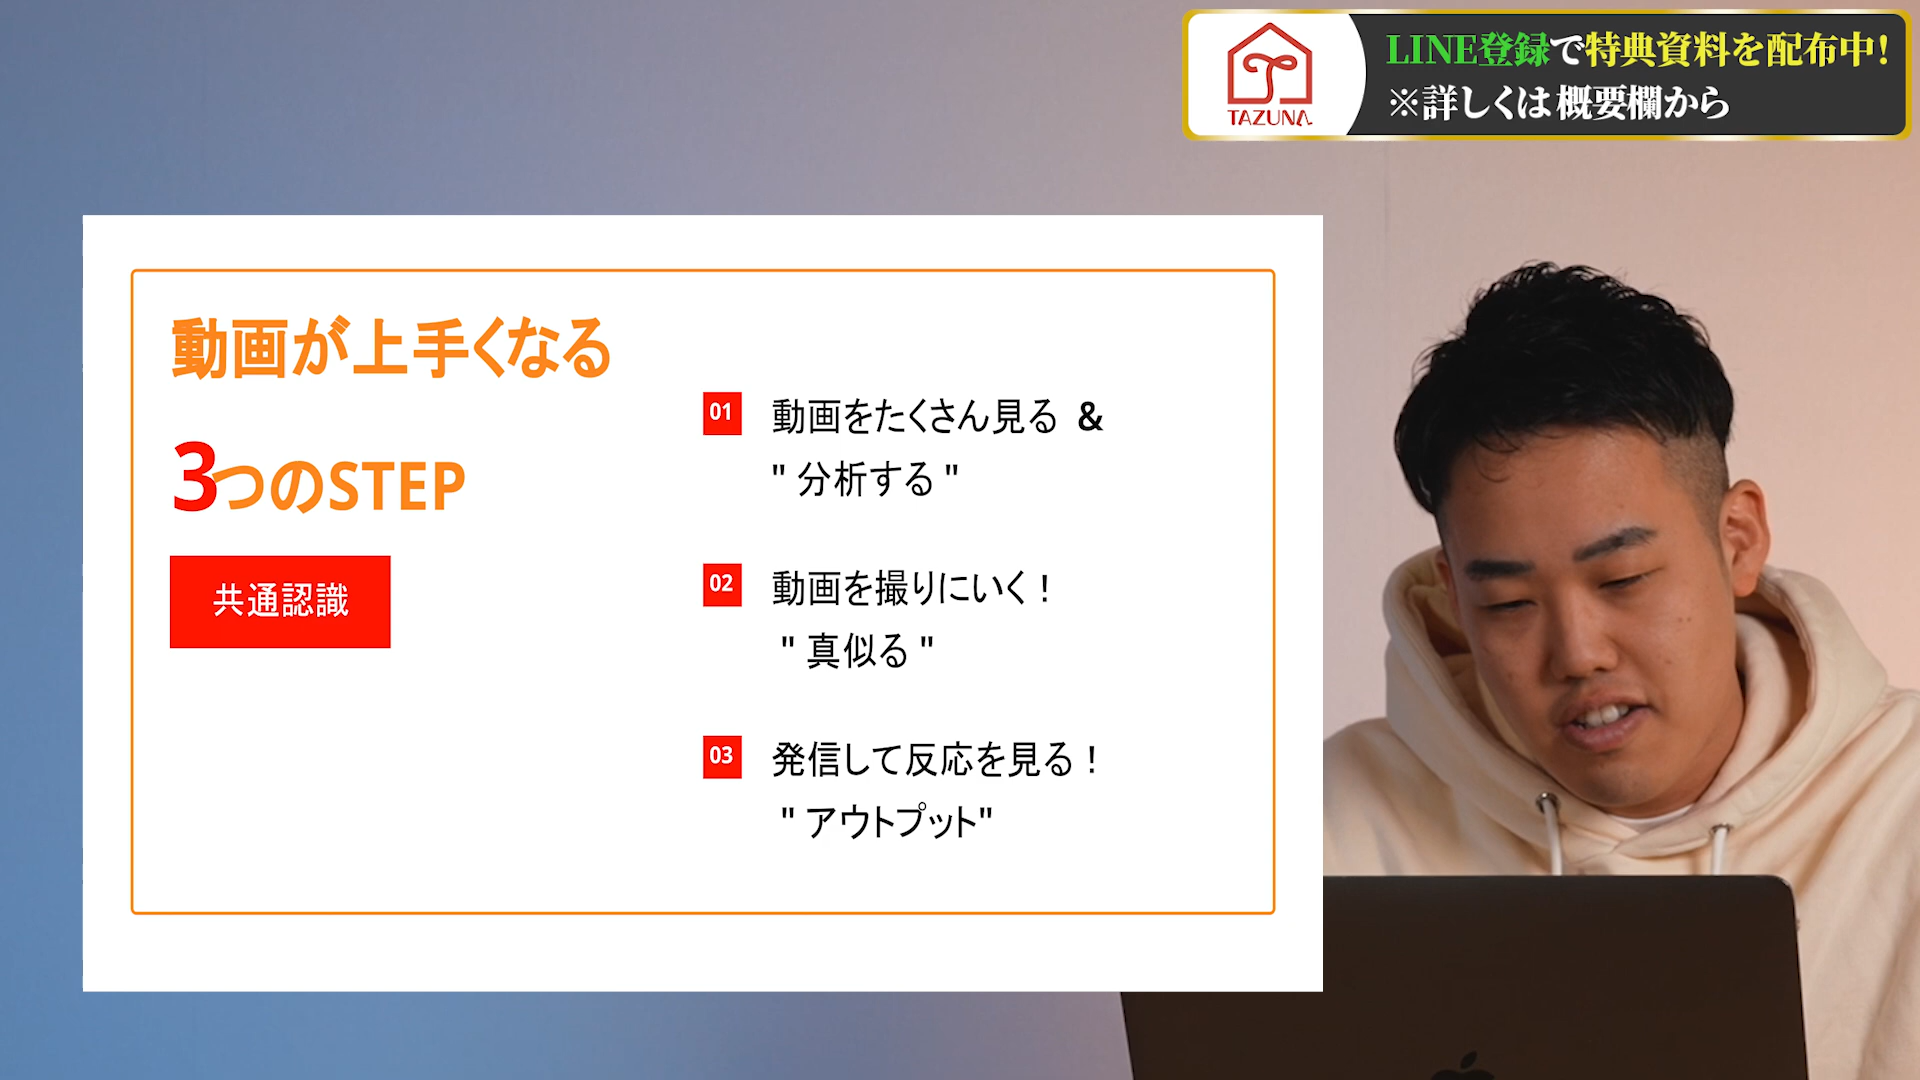 LINE登録で特典資料を配布中！
※詳しくは概要欄から
TAZUNA
動画が上手くなる
3つのSTEP
共通認識
01 動画をたくさん見る &
" 分析する "
02 動画を撮りにいく！
" 真似る "
03 発信して反応を見る！
" アウトプット"